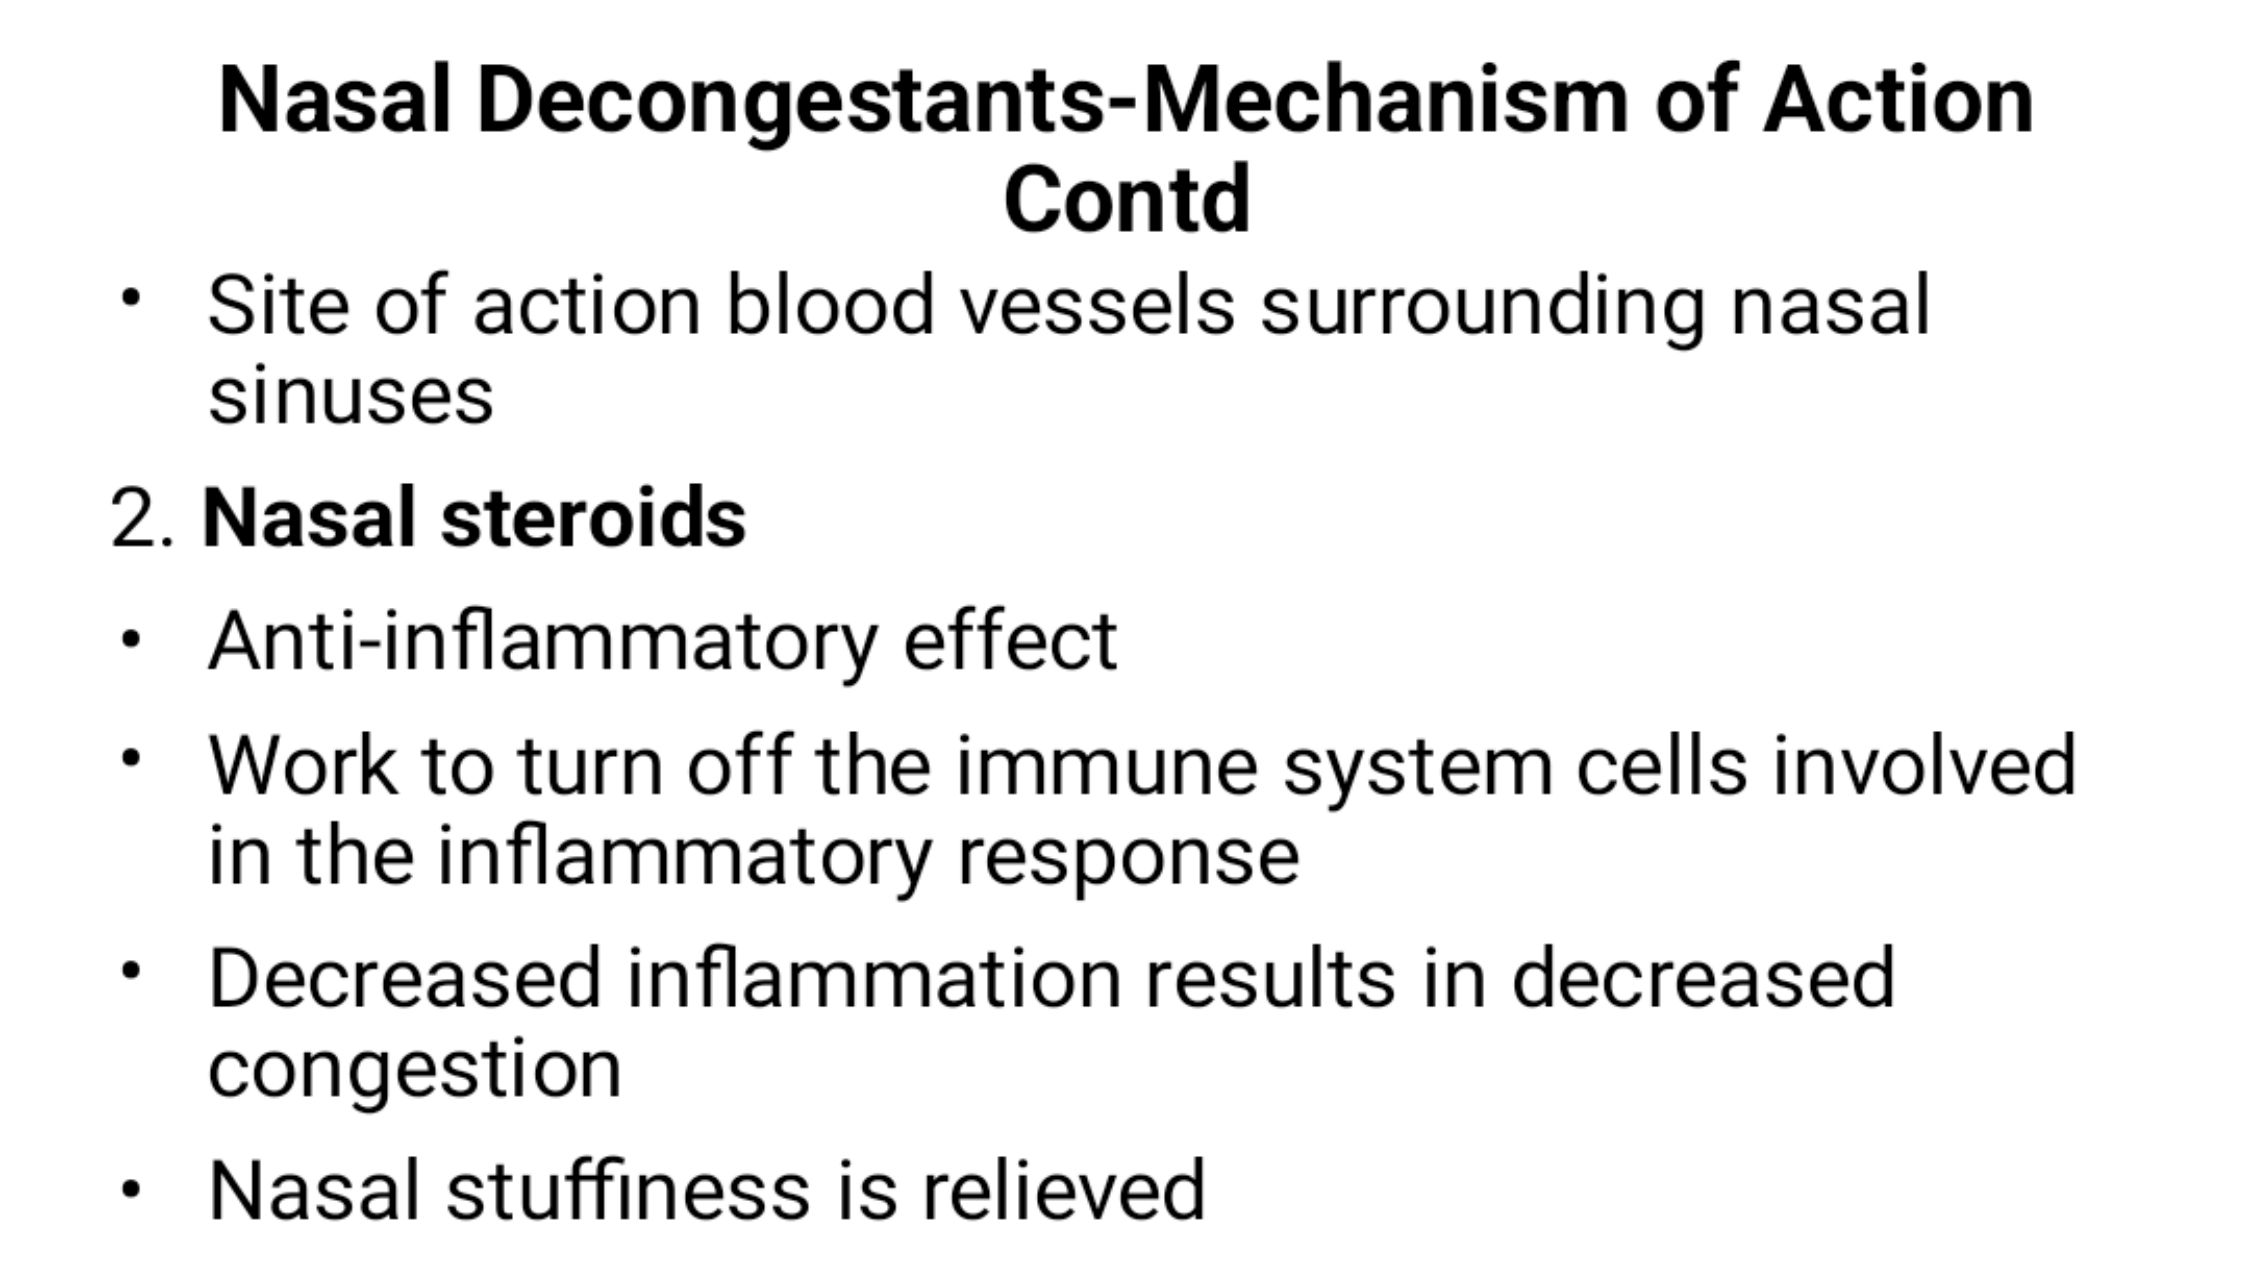 Nasal Decongestants-Mechanism of Action
Contd
• Site of action blood vessels surrounding nasal
sinuses
2. Nasal steroids
• Anti-inflammatory effect
• Work to turn off the immune system cells involved
in the inflammatory response
• Decreased inflammation results in decreased
congestion
• Nasal stuffiness is relieved